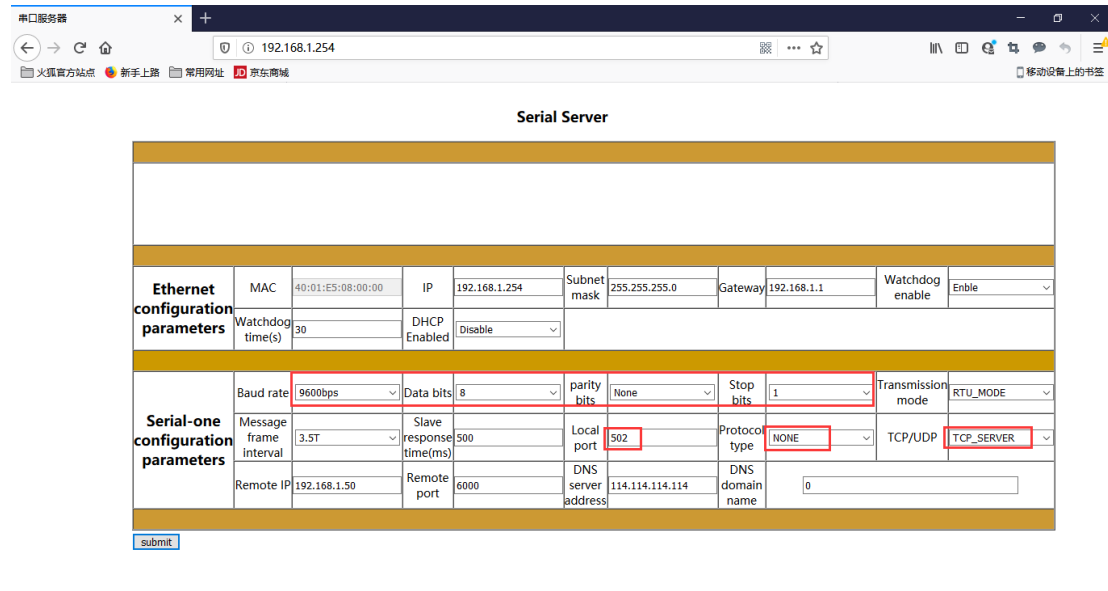 串口服务器
192.168.1.254
火狐官方站点 新手上路 常用网址 JD 京东商城 移动设备上的书签
Serial Server
Ethernet configuration parameters
MAC 40:01:E5:08:00:00 IP 192.168.1.254 Subnet mask 255.255.255.0 Gateway 192.168.1.1 Watchdog enable Enble
Watchdog time(s) 30 DHCP Enabled Disable
Serial-one configuration parameters
Baud rate 9600bps Data bits 8 parity bits None Stop bits 1 Transmission mode RTU_MODE
Message frame interval 3.5T Slave response time(ms) 500 Local port 502 Protocol type NONE TCP/UDP TCP_SERVER
Remote IP 192.168.1.50 Remote port 6000 DNS server address 114.114.114.114 DNS domain name 0
submit